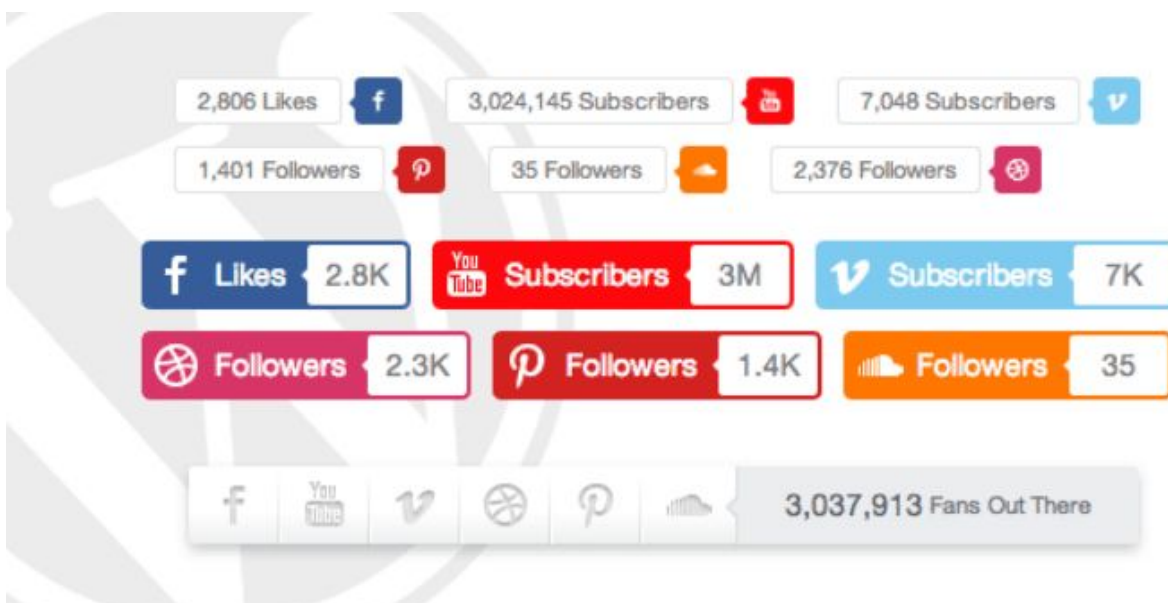 2,806 Likes f 3,024,145 Subscribers You Tube 7,048 Subscribers
1,401 Followers 35 Followers 2,376 Followers
f Likes 2.8K You Tube Subscribers 3M Subscribers 7K
Followers 2.3K Followers 1.4K Followers 35
f You Tube 3,037,913 Fans Out There